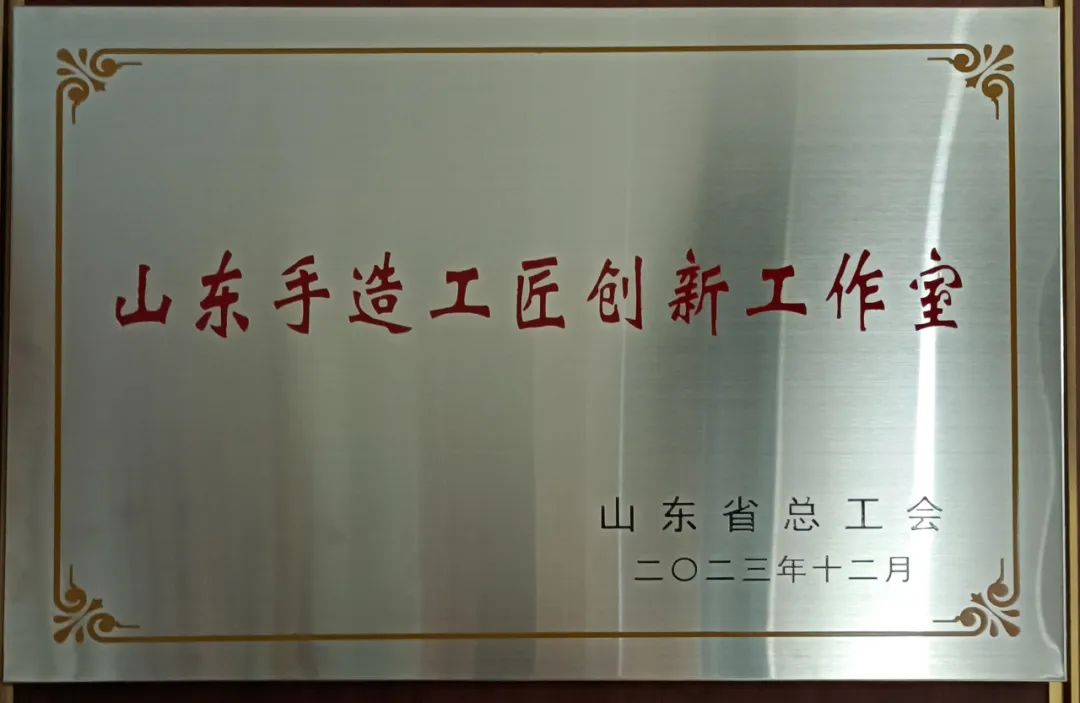 山东手造工匠创新工作室
山东省总工会
二〇二三年十二月